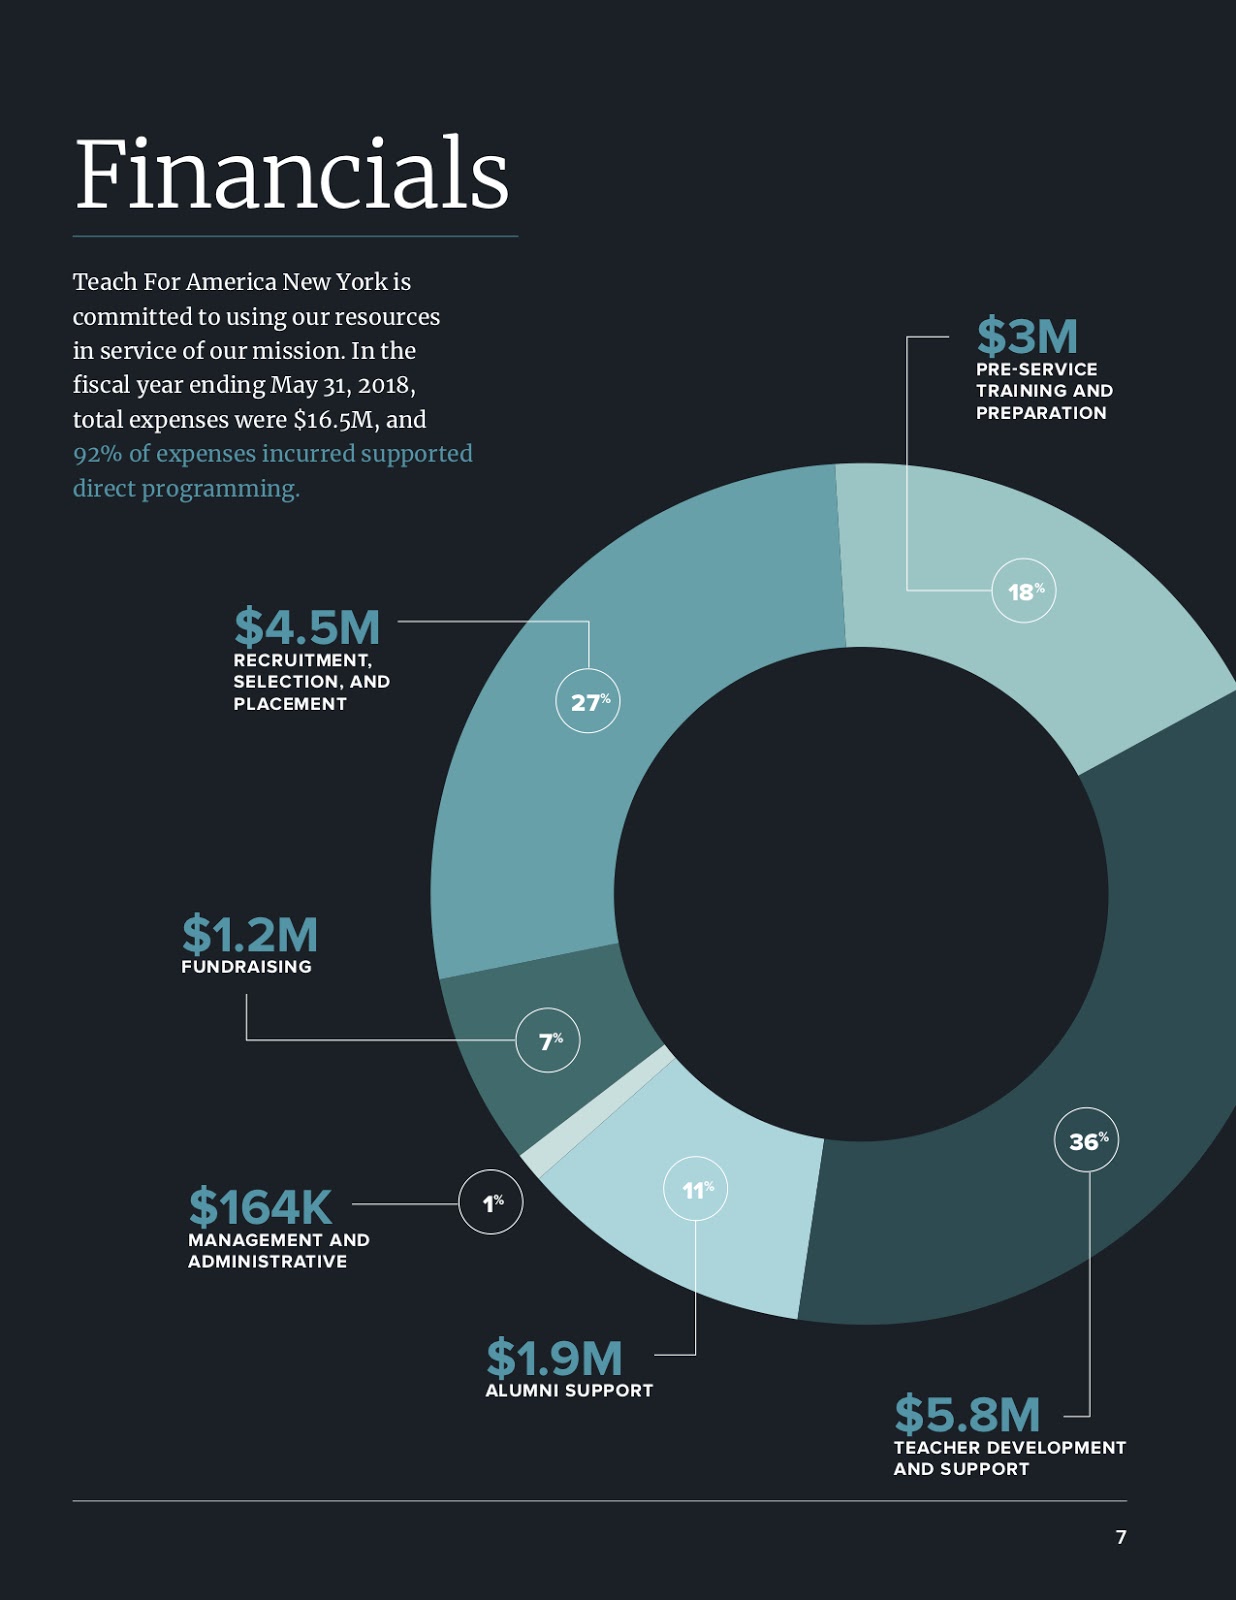 Financials
Teach For America New York is
committed to using our resources
in service of our mission. In the
fiscal year ending May 31, 2018,
total expenses were $16.5M, and
92% of expenses incurred supported
direct programming.
$3M
PRE-SERVICE
TRAINING AND
PREPARATION
18%
$4.5M
RECRUITMENT,
SELECTION, AND
PLACEMENT
27%
$1.2M
FUNDRAISING
7%
$164K
MANAGEMENT AND
ADMINISTRATIVE
1%
11%
$1.9M
ALUMNI SUPPORT
36%
$5.8M
TEACHER DEVELOPMENT
AND SUPPORT
7